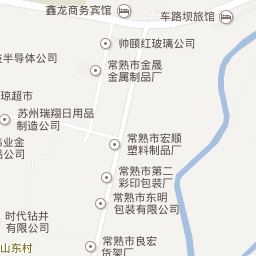 鑫龙商务宾馆
车路坝旅馆
帅颐红玻璃公司
半导体公司
常熟市金晟
金属制品厂
琼超市
苏州瑞翔日用品
制造公司
常熟市宏顺
塑料制品厂
业金
公司
常熟市第二
彩印包装厂
常熟市东明
包装有限公司
时代钻井
有限公司
山东村
常熟市良宏
货架厂